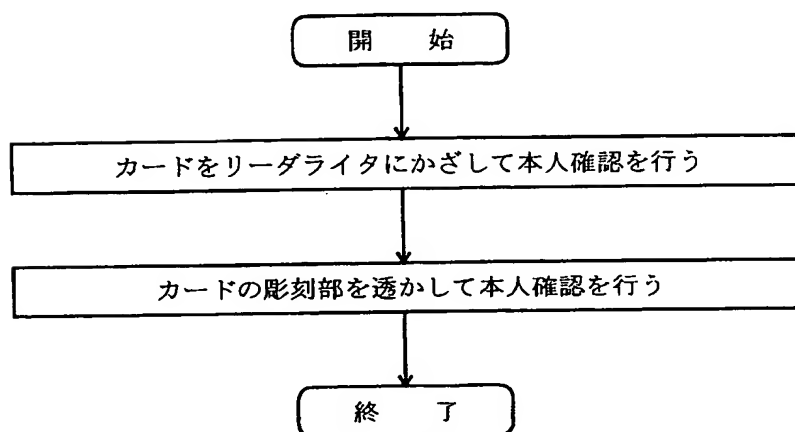 開 始
カードをリーダライタにかざして本人確認を行う
カードの彫刻部を透かして本人確認を行う
終 了